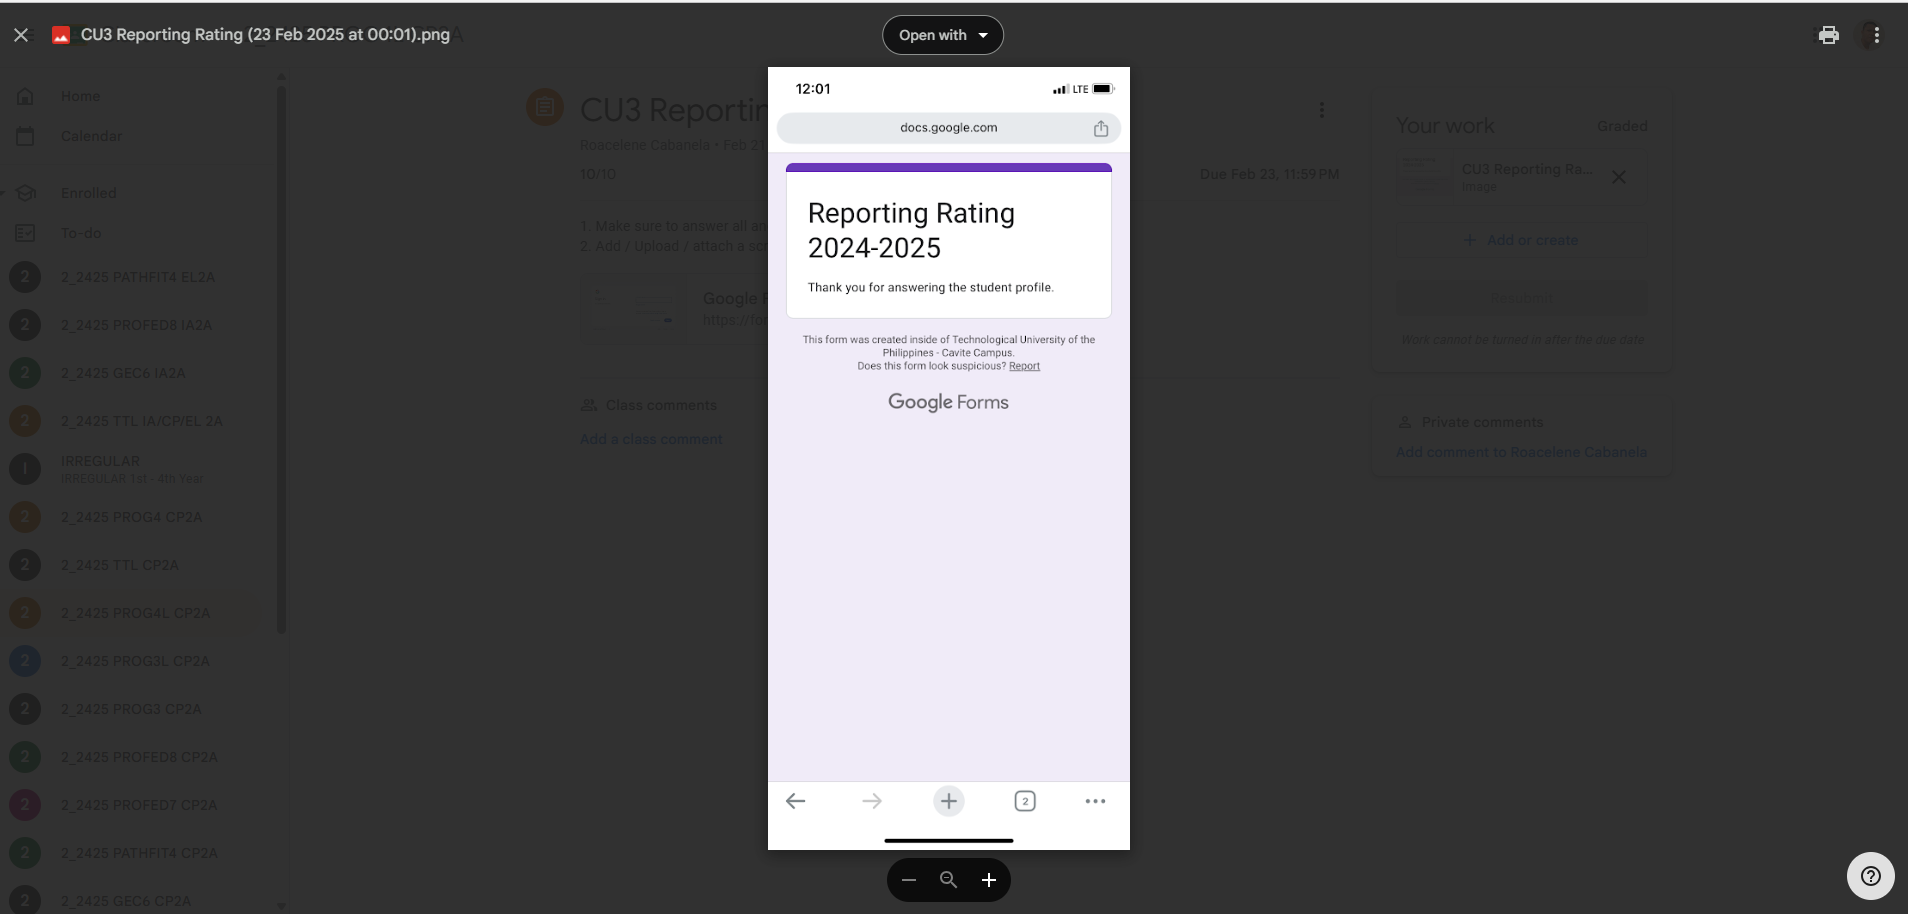 CU3 Reporting Rating (23 Feb 2025 at 00:01).png
Open with
Home
Calendar
Enrolled
To-do
2 2_2425 PATHFIT4 EL2A
2 2_2425 PROFED8 IA2A
2 2_2425 GEC6 IA2A
2 2_2425 TTL IA/CP/EL 2A
I IRREGULAR
IRREGULAR 1st - 4th Year
2 2_2425 PROG4 CP2A
2 2_2425 TTL CP2A
2 2_2425 PROG4L CP2A
2 2_2425 PROG3L CP2A
2 2_2425 PROG3 CP2A
2 2_2425 PROFED8 CP2A
2 2_2425 PROFED7 CP2A
2 2_2425 PATHFIT4 CP2A
2 2_2425 GEC6 CP2A
CU3 Reportin
Roacelene Cabanela • Feb 21
10/10
Due Feb 23, 11:59 PM
1. Make sure to answer all an
2. Add / Upload / attach a scr
Google F
https://for
Class comments
Add a class comment
12:01
LTE
docs.google.com
Reporting Rating
2024-2025
Thank you for answering the student profile.
This form was created inside of Technological University of the
Philippines - Cavite Campus.
Does this form look suspicious? Report
Google Forms
2
Your work
Graded
CU3 Reporting Ra...
Image
Add or create
Resubmit
Work cannot be turned in after the due date
Private comments
Add comment to Roacelene Cabanela